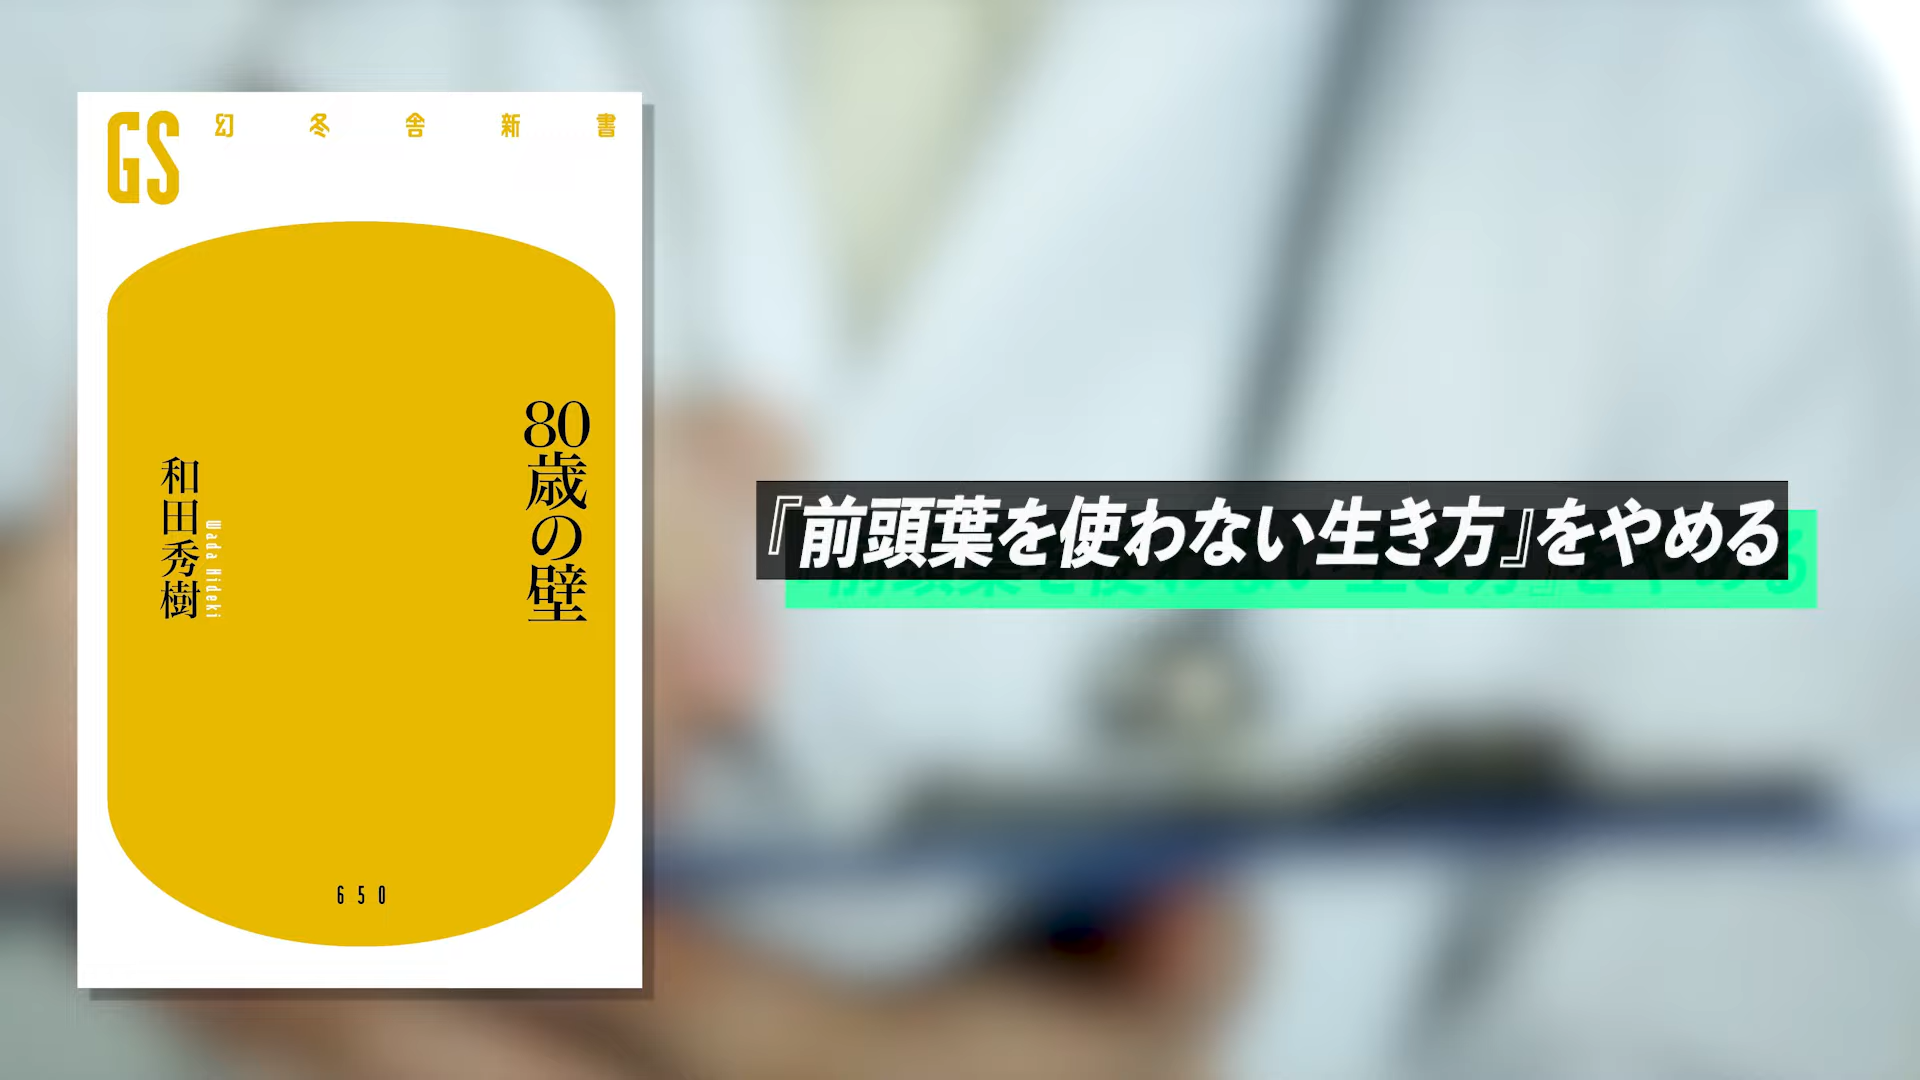 GS 幻冬舎新書
80歳の壁
和田秀樹
Wada Hideki
650
『前頭葉を使わない生き方』をやめる